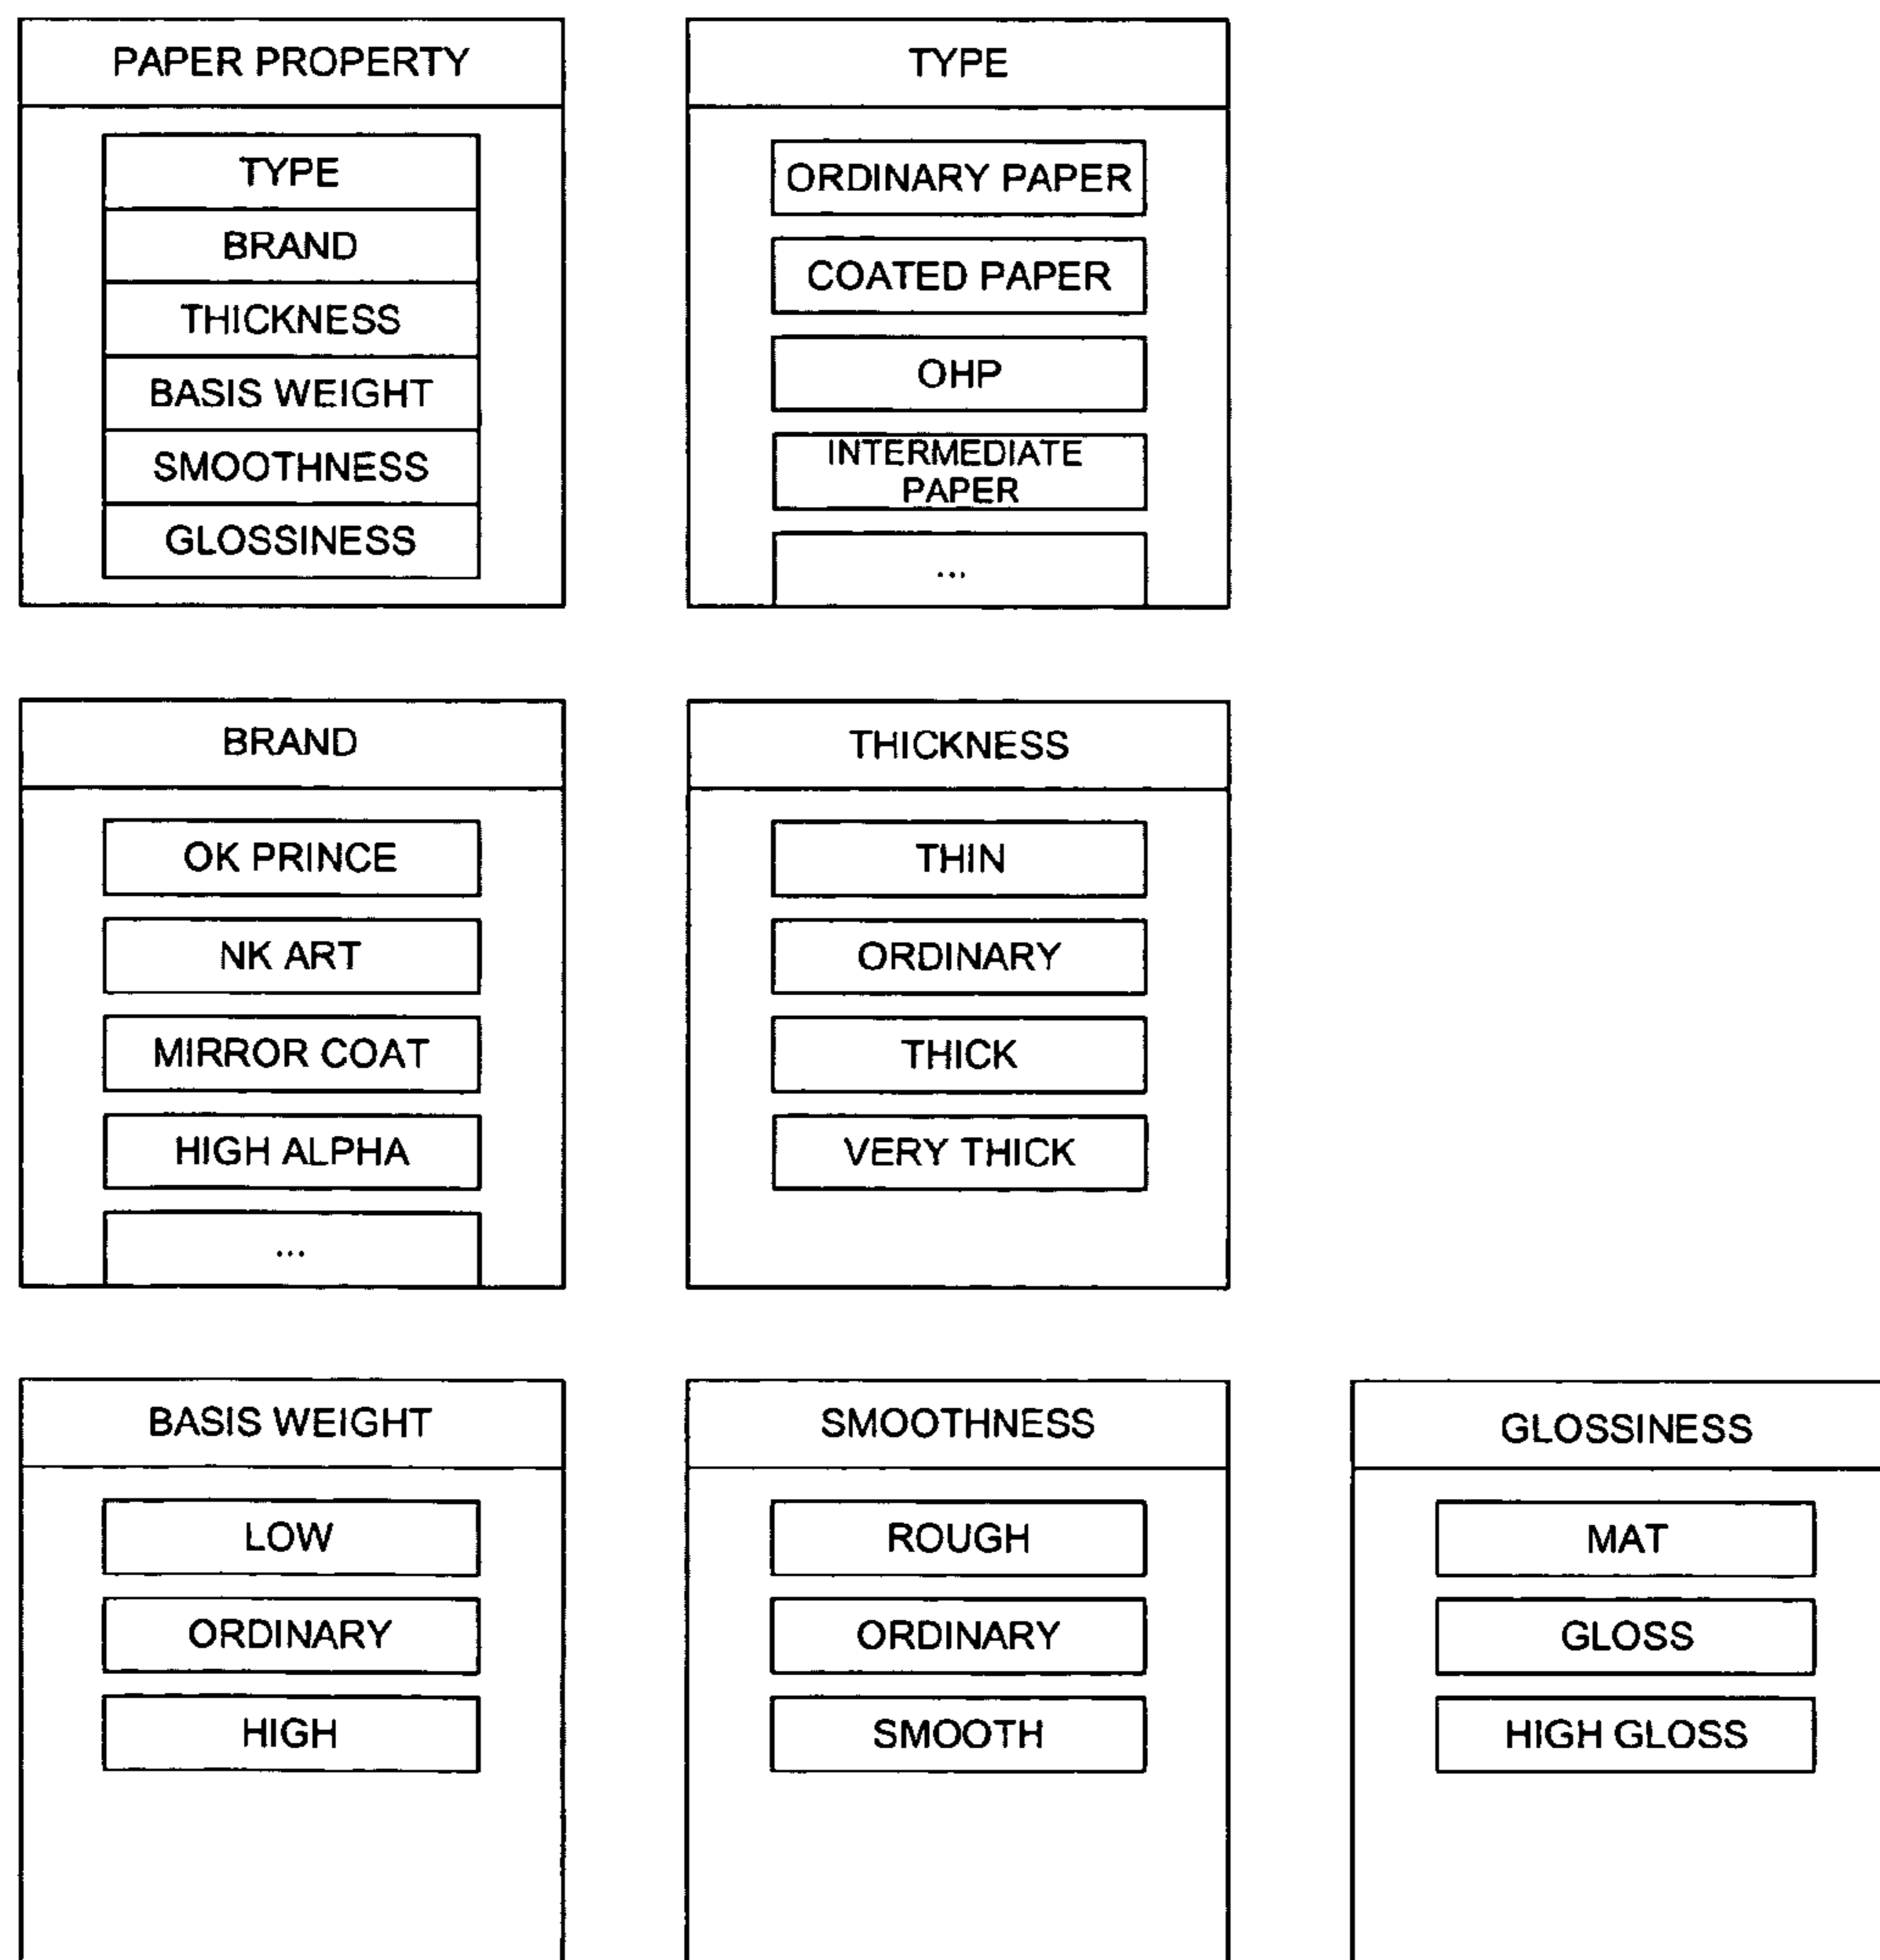 PAPER PROPERTY
TYPE
BRAND
THICKNESS
BASIS WEIGHT
SMOOTHNESS
GLOSSINESS
TYPE
ORDINARY PAPER
COATED PAPER
OHP
INTERMEDIATE
PAPER
...
BRAND
OK PRINCE
NK ART
MIRROR COAT
HIGH ALPHA
...
THICKNESS
THIN
ORDINARY
THICK
VERY THICK
BASIS WEIGHT
LOW
ORDINARY
HIGH
SMOOTHNESS
ROUGH
ORDINARY
SMOOTH
GLOSSINESS
MAT
GLOSS
HIGH GLOSS